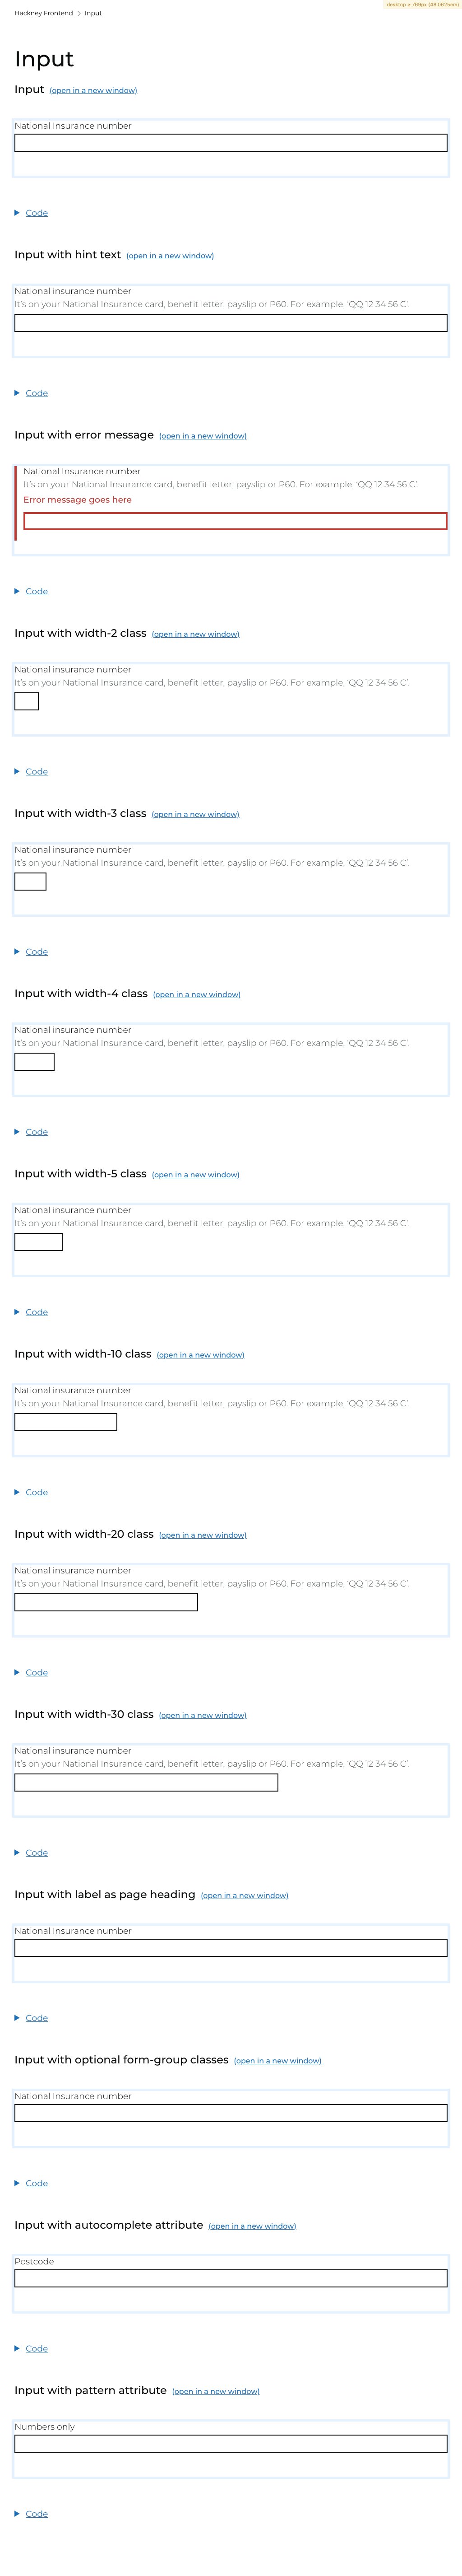 desktop ≥ 769px (48.0625em)
Hackney Frontend > Input
Input
Input (open in a new window)
National Insurance number
Code
Input with hint text (open in a new window)
National insurance number
It's on your National Insurance card, benefit letter, payslip or P60. For example, 'QQ 12 34 56 C'.
Code
Input with error message (open in a new window)
National Insurance number
It's on your National Insurance card, benefit letter, payslip or P60. For example, 'QQ 12 34 56 C'.
Error message goes here
Code
Input with width-2 class (open in a new window)
National insurance number
It's on your National Insurance card, benefit letter, payslip or P60. For example, 'QQ 12 34 56 C'.
Code
Input with width-3 class (open in a new window)
National insurance number
It's on your National Insurance card, benefit letter, payslip or P60. For example, 'QQ 12 34 56 C'.
Code
Input with width-4 class (open in a new window)
National insurance number
It's on your National Insurance card, benefit letter, payslip or P60. For example, 'QQ 12 34 56 C'.
Code
Input with width-5 class (open in a new window)
National insurance number
It's on your National Insurance card, benefit letter, payslip or P60. For example, 'QQ 12 34 56 C'.
Code
Input with width-10 class (open in a new window)
National insurance number
It's on your National Insurance card, benefit letter, payslip or P60. For example, 'QQ 12 34 56 C'.
Code
Input with width-20 class (open in a new window)
National insurance number
It's on your National Insurance card, benefit letter, payslip or P60. For example, 'QQ 12 34 56 C'.
Code
Input with width-30 class (open in a new window)
National insurance number
It's on your National Insurance card, benefit letter, payslip or P60. For example, 'QQ 12 34 56 C'.
Code
Input with label as page heading (open in a new window)
National Insurance number
Code
Input with optional form-group classes (open in a new window)
National Insurance number
Code
Input with autocomplete attribute (open in a new window)
Postcode
Code
Input with pattern attribute (open in a new window)
Numbers only
Code